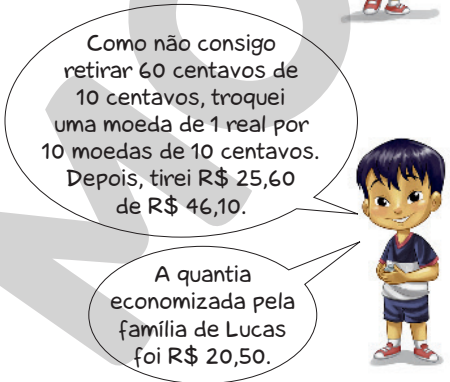 Como não consigo
retirar 60 centavos de
10 centavos, troquei
uma moeda de 1 real por
10 moedas de 10 centavos.
Depois, tirei R$ 25,60
de R$ 46,10.
A quantia
economizada pela
família de Lucas
foi R$ 20,50.